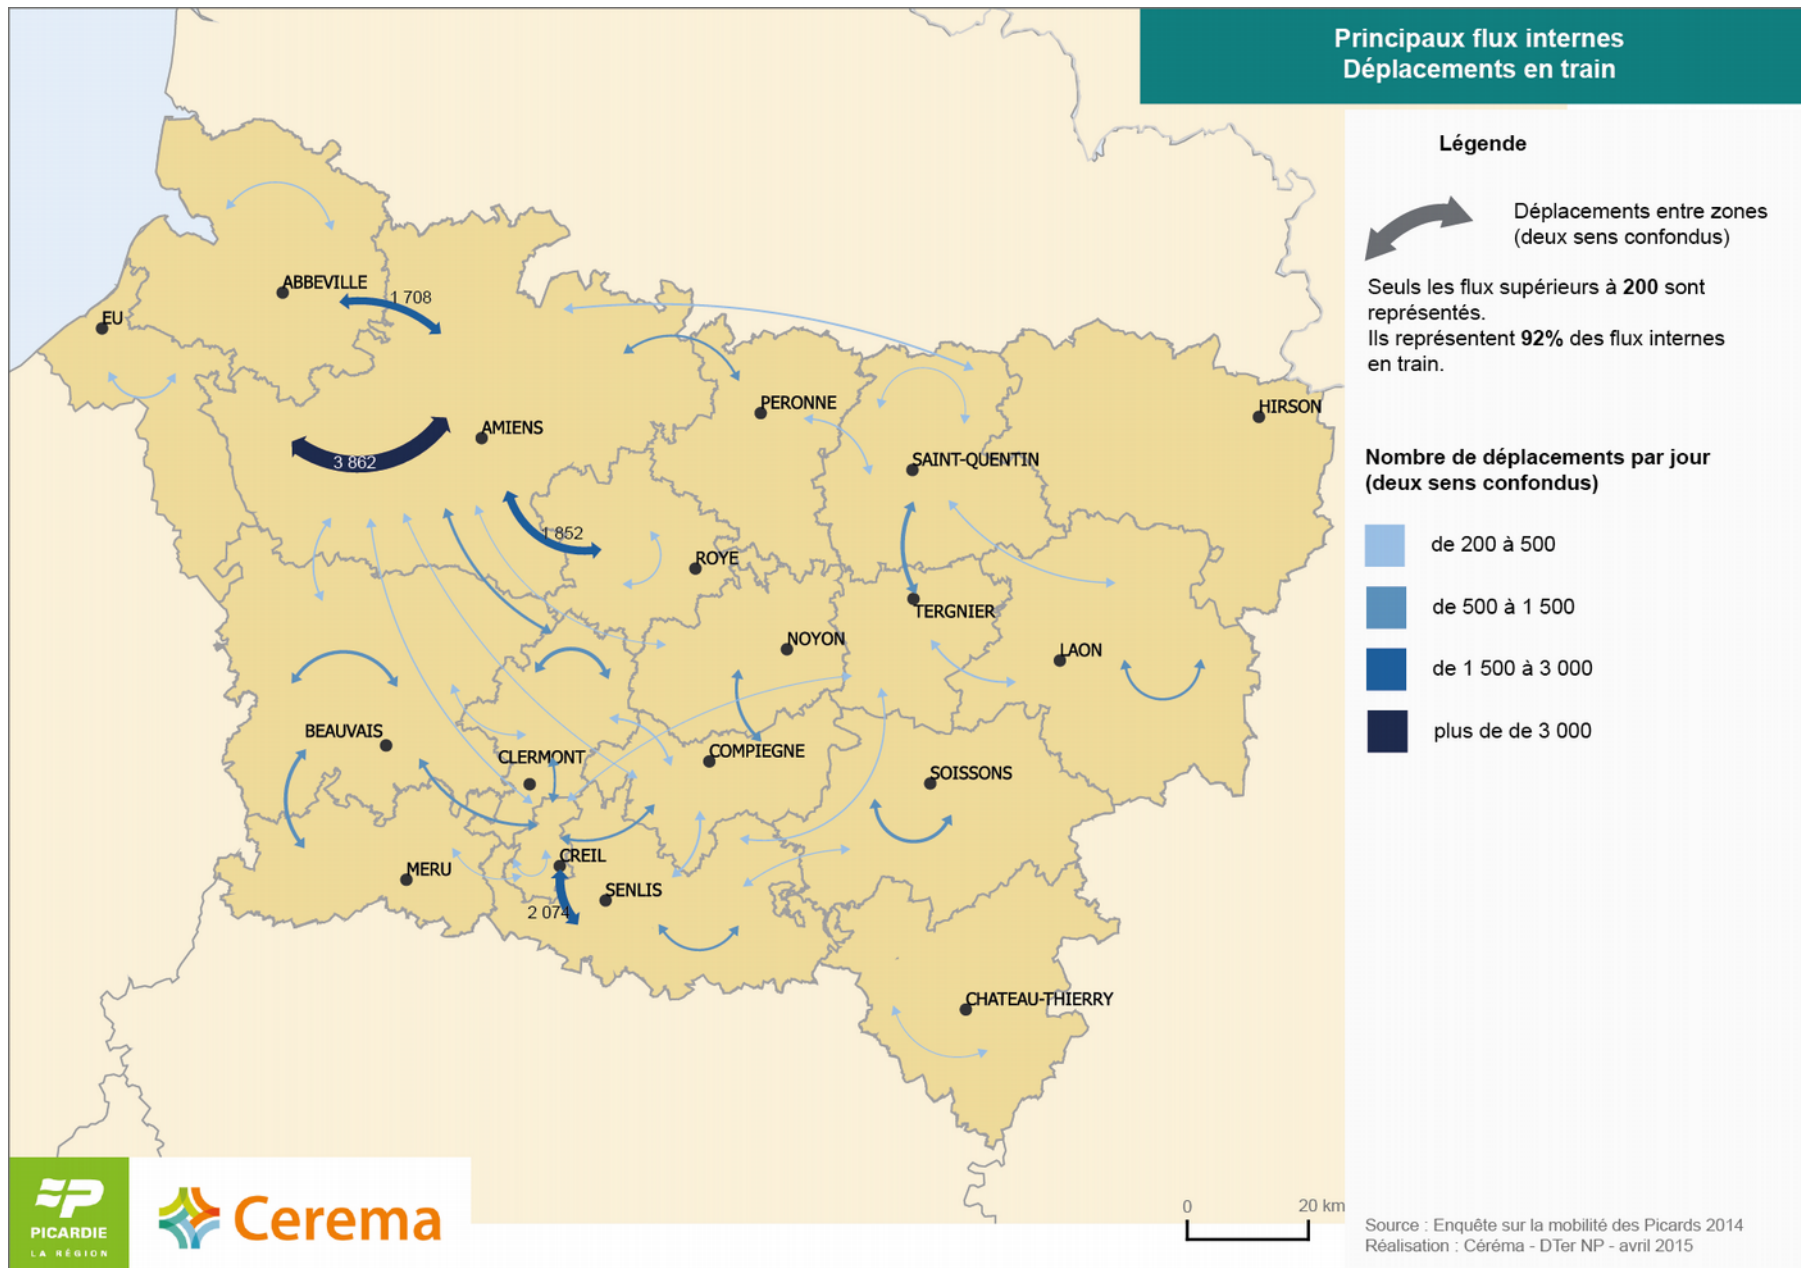 Principaux flux internes
Déplacements en train
Légende
Déplacements entre zones
(deux sens confondus)
Seuls les flux supérieurs à 200 sont
représentés.
Ils représentent 92% des flux internes
en train.
Nombre de déplacements par jour
(deux sens confondus)
de 200 à 500
de 500 à 1 500
de 1 500 à 3 000
plus de de 3 000
ABBEVILLE
1 708
EU
PERONNE
HIRSON
AMIENS
3 862
SAINT-QUENTIN
1 852
ROYE
TERGNIER
NOYON
LAON
BEAUVAIS
CLERMONT
COMPIEGNE
SOISSONS
MERU
CREIL
SENLIS
2 074
CHATEAU-THIERRY
PICARDIE
LA RÉGION
Cerema
0 20 km
Source : Enquête sur la mobilité des Picards 2014
Réalisation : Céréma - DTer NP - avril 2015